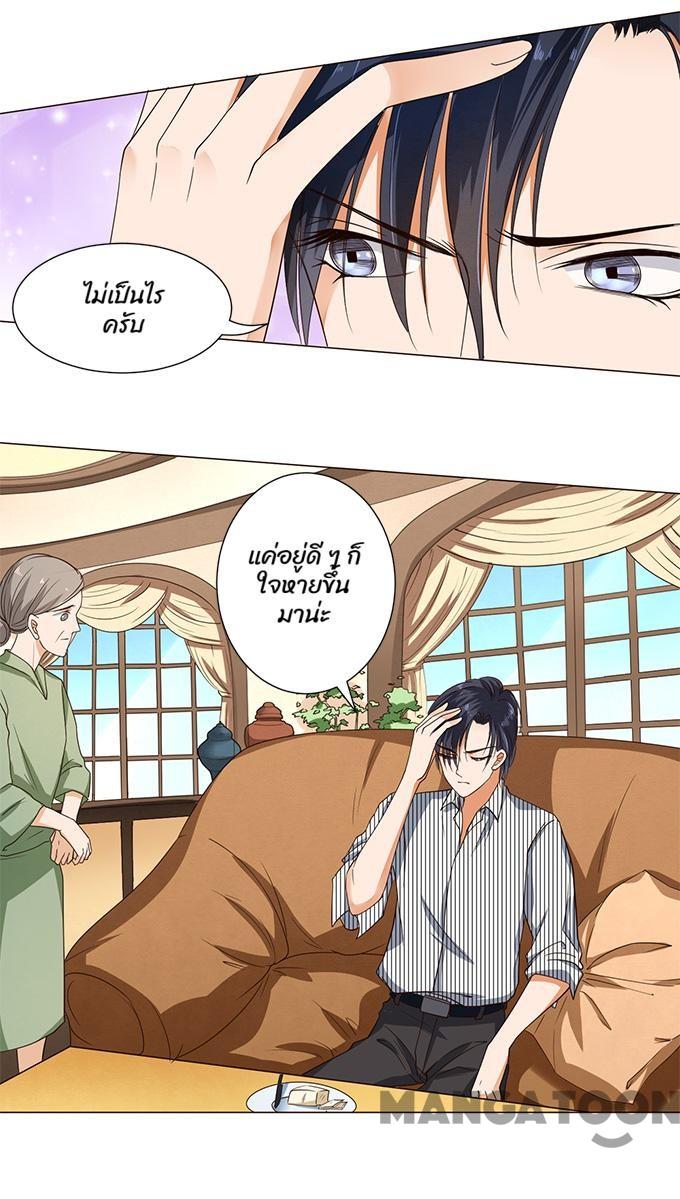 ไม่เป็นไร
ครับ
แค่อยู่ดี ๆ ก็
ใจหายขึ้น
มาน่ะ
MANGATOON